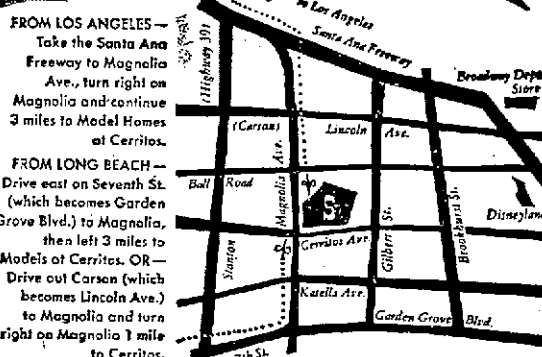 FROM LOS ANGELES—
Take the Santa Ana
Freeway to Magnolia
Ave., turn right on
Magnolia and continue
3 miles to Model Homes
at Cerritos.
FROM LONG BEACH—
Drive east on Seventh St.
(which becomes Garden
Grove Blvd.) to Magnolia,
then left 3 miles to
Models at Cerritos. OR—
Drive out Carson (which
becomes Lincoln Ave.)
to Magnolia and turn
right on Magnolia 1 mile
to Cerritos.
to Los Angeles
Santa Ana Freeway
(Highway 39)
Broadway Dept
Store
(Carson)
Lincoln Ave.
Ball Road
Magnolia Ave.
Disneyland
Cerritos Ave.
Gilbert St.
Brookhurst St.
Stanton
Katella Ave.
Garden Grove Blvd.